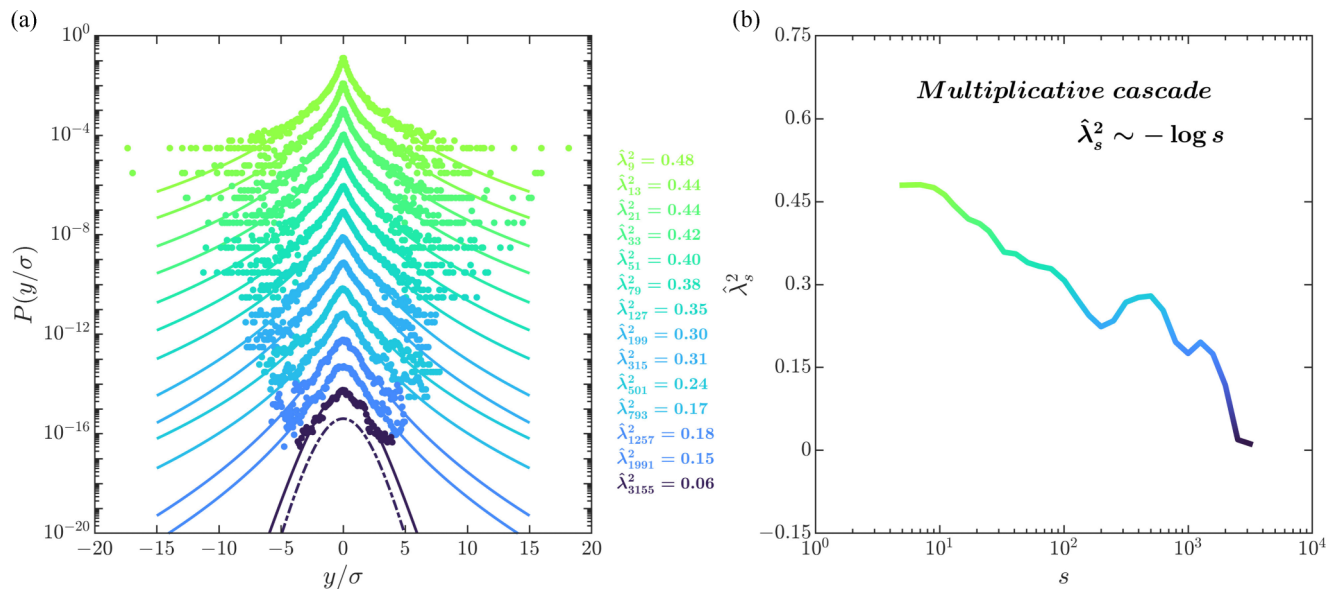 (a)
10^0
10^{-4}
10^{-8}
10^{-12}
10^{-16}
10^{-20}
P(y/σ)
−20 −15 −10 −5 0 5 10 15 20
y/σ
λ̂²_9 = 0.48
λ̂²_13 = 0.44
λ̂²_21 = 0.44
λ̂²_33 = 0.42
λ̂²_51 = 0.40
λ̂²_79 = 0.38
λ̂²_127 = 0.35
λ̂²_199 = 0.30
λ̂²_315 = 0.31
λ̂²_501 = 0.24
λ̂²_793 = 0.17
λ̂²_1257 = 0.18
λ̂²_1991 = 0.15
λ̂²_3155 = 0.06
(b)
0.75
0.6
0.45
0.3
0.15
0
−0.15
λ̂²_s
Multiplicative cascade
λ̂²_s ∼ − log s
10^0 10^1 10^2 10^3 10^4
s